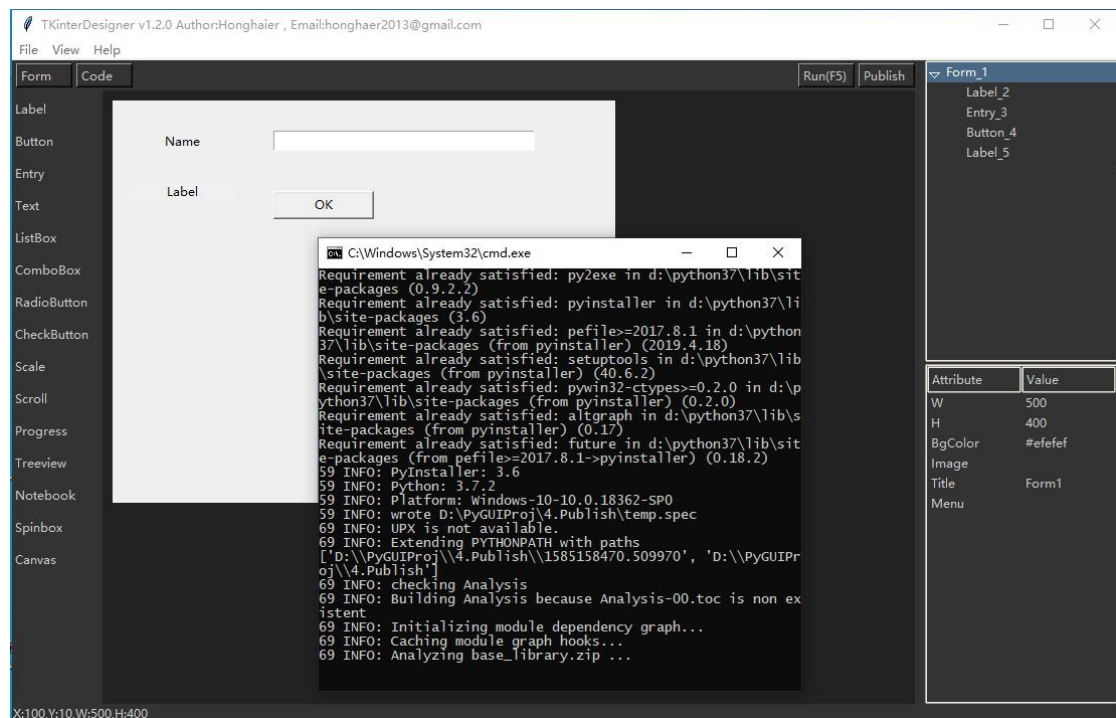 TKinterDesigner v1.2.0 Author:Honghaier , Email:honghaer2013@gmail.com
File View Help
Form Code Run(F5) Publish
Label
Button
Entry
Text
ListBox
ComboBox
RadioButton
CheckButton
Scale
Scroll
Progress
Treeview
Notebook
Spinbox
Canvas
Name
Label
OK
C:\Windows\System32\cmd.exe
Requirement already satisfied: py2exe in d:\python37\lib\sit
e-packages (0.9.2.2)
Requirement already satisfied: pyinstaller in d:\python37\li
b\site-packages (3.6)
Requirement already satisfied: pefile>=2017.8.1 in d:\python
37\lib\site-packages (from pyinstaller) (2019.4.18)
Requirement already satisfied: setuptools in d:\python37\lib
\site-packages (from pyinstaller) (40.6.2)
Requirement already satisfied: pywin32-ctypes>=0.2.0 in d:\p
ython37\lib\site-packages (from pyinstaller) (0.2.0)
Requirement already satisfied: altgraph in d:\python37\lib\s
ite-packages (from pyinstaller) (0.17)
Requirement already satisfied: future in d:\python37\lib\sit
e-packages (from pefile>=2017.8.1->pyinstaller) (0.18.2)
59 INFO: PyInstaller: 3.6
59 INFO: Python: 3.7.2
59 INFO: Platform: Windows-10-10.0.18362-SP0
59 INFO: wrote D:\PyGUIProj\4.Publish\temp.spec
69 INFO: UPX is not available.
69 INFO: Extending PYTHONPATH with paths
['D:\\PyGUIProj\\4.Publish\\1585158470.509970', 'D:\\PyGUIPr
oj\\4.Publish']
69 INFO: checking Analysis
69 INFO: Building Analysis because Analysis-00.toc is non ex
istent
69 INFO: Initializing module dependency graph...
69 INFO: Caching module graph hooks...
69 INFO: Analyzing base_library.zip ...
Form_1
Label_2
Entry_3
Button_4
Label_5
Attribute Value
W 500
H 400
BgColor #efefef
Image
Title Form1
Menu
X:100,Y:10,W:500,H:400